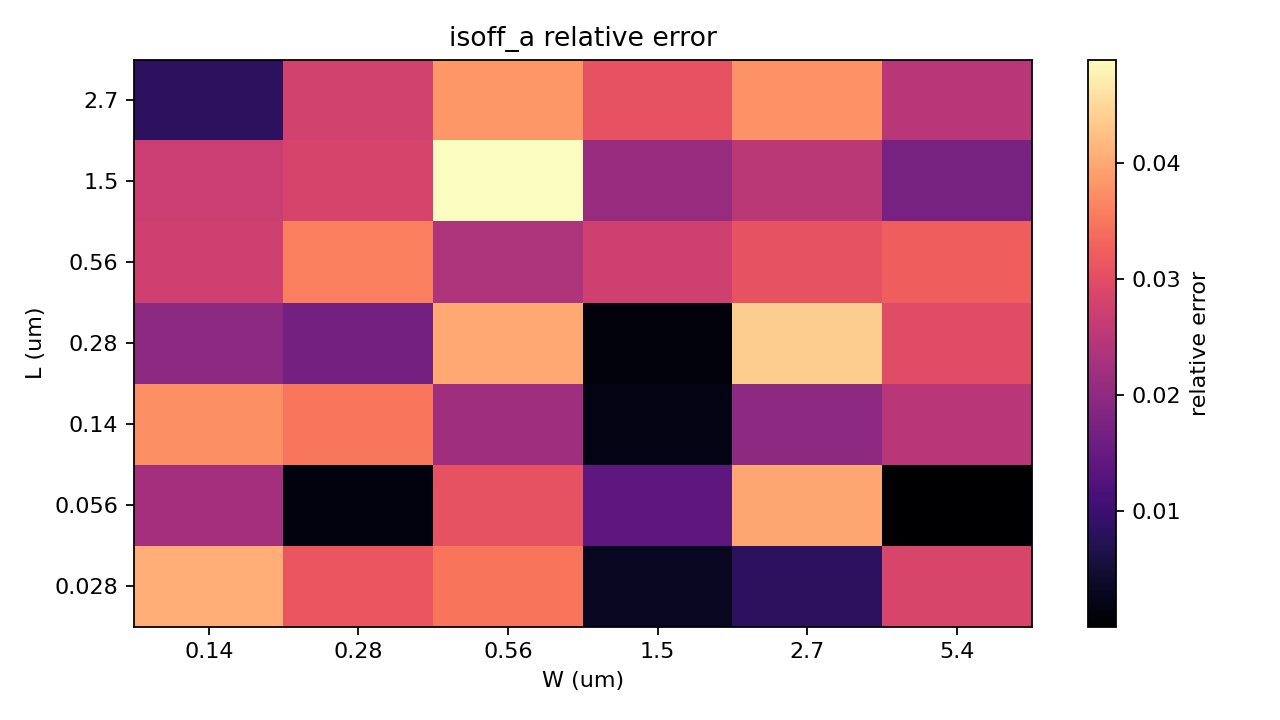 isoff_a relative error
2.7
1.5
0.56
0.28
0.14
0.056
0.028
L (um)
0.14 0.28 0.56 1.5 2.7 5.4
W (um)
0.04
0.03
0.02
0.01
relative error